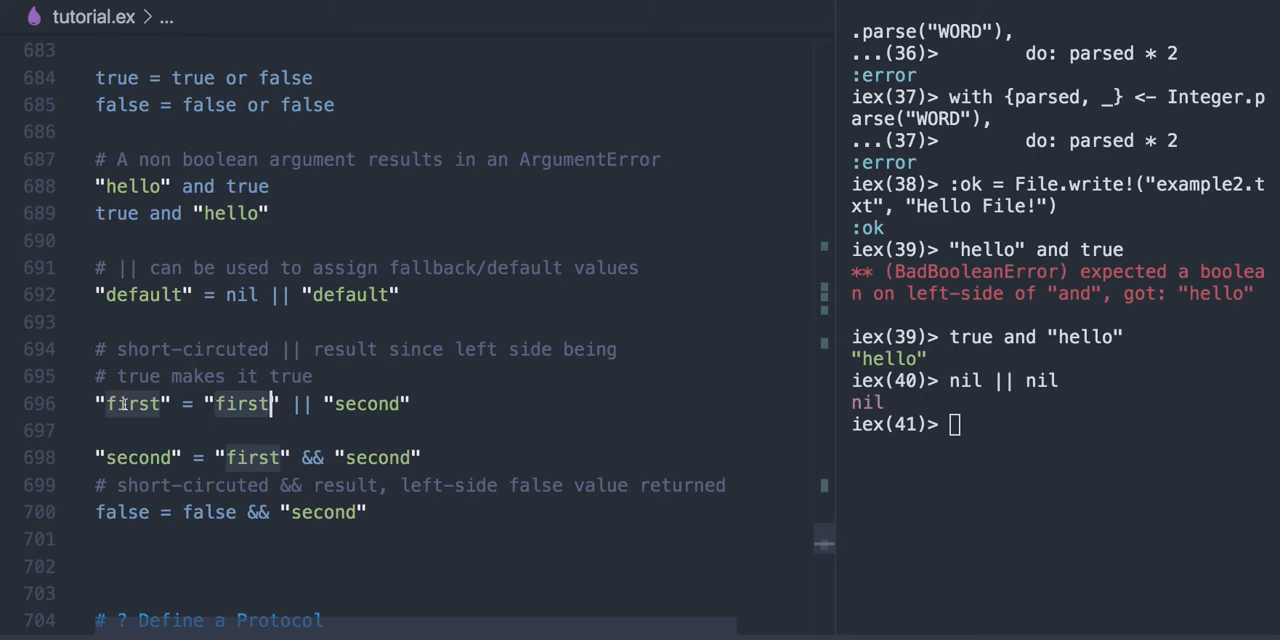 tutorial.ex > ...
683
684 true = true or false
685 false = false or false
686
687 # A non boolean argument results in an ArgumentError
688 "hello" and true
689 true and "hello"
690
691 # || can be used to assign fallback/default values
692 "default" = nil || "default"
693
694 # short-circuted || result since left side being
695 # true makes it true
696 "first" = "first" || "second"
697
698 "second" = "first" && "second"
699 # short-circuted && result, left-side false value returned
700 false = false && "second"
701
702
703
704 # ? Define a Protocol
.parse("WORD"),
...(36)>        do: parsed * 2
:error
iex(37)> with {parsed, _} <- Integer.p
arse("WORD"),
...(37)>        do: parsed * 2
:error
iex(38)> :ok = File.write!("example2.t
xt", "Hello File!")
:ok
iex(39)> "hello" and true
** (BadBooleanError) expected a boolea
n on left-side of "and", got: "hello"
iex(39)> true and "hello"
"hello"
iex(40)> nil || nil
nil
iex(41)>